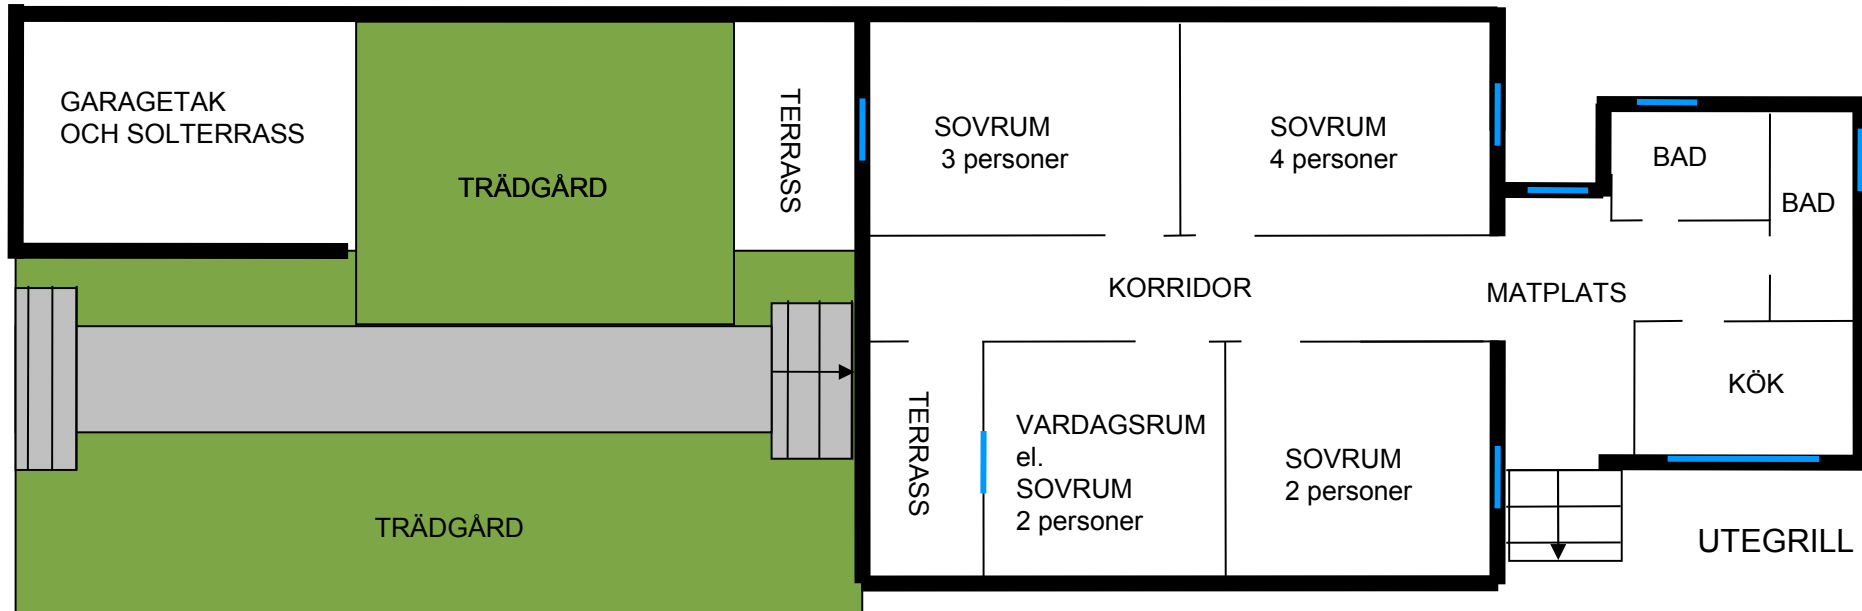 GARAGETAK
OCH SOLTERRASS
TRÄDGÅRD
TERRASS
SOVRUM
3 personer
SOVRUM
4 personer
BAD
BAD
KORRIDOR
MATPLATS
KÖK
TERRASS
VARDAGSRUM
el.
SOVRUM
2 personer
SOVRUM
2 personer
TRÄDGÅRD
UTEGRILL